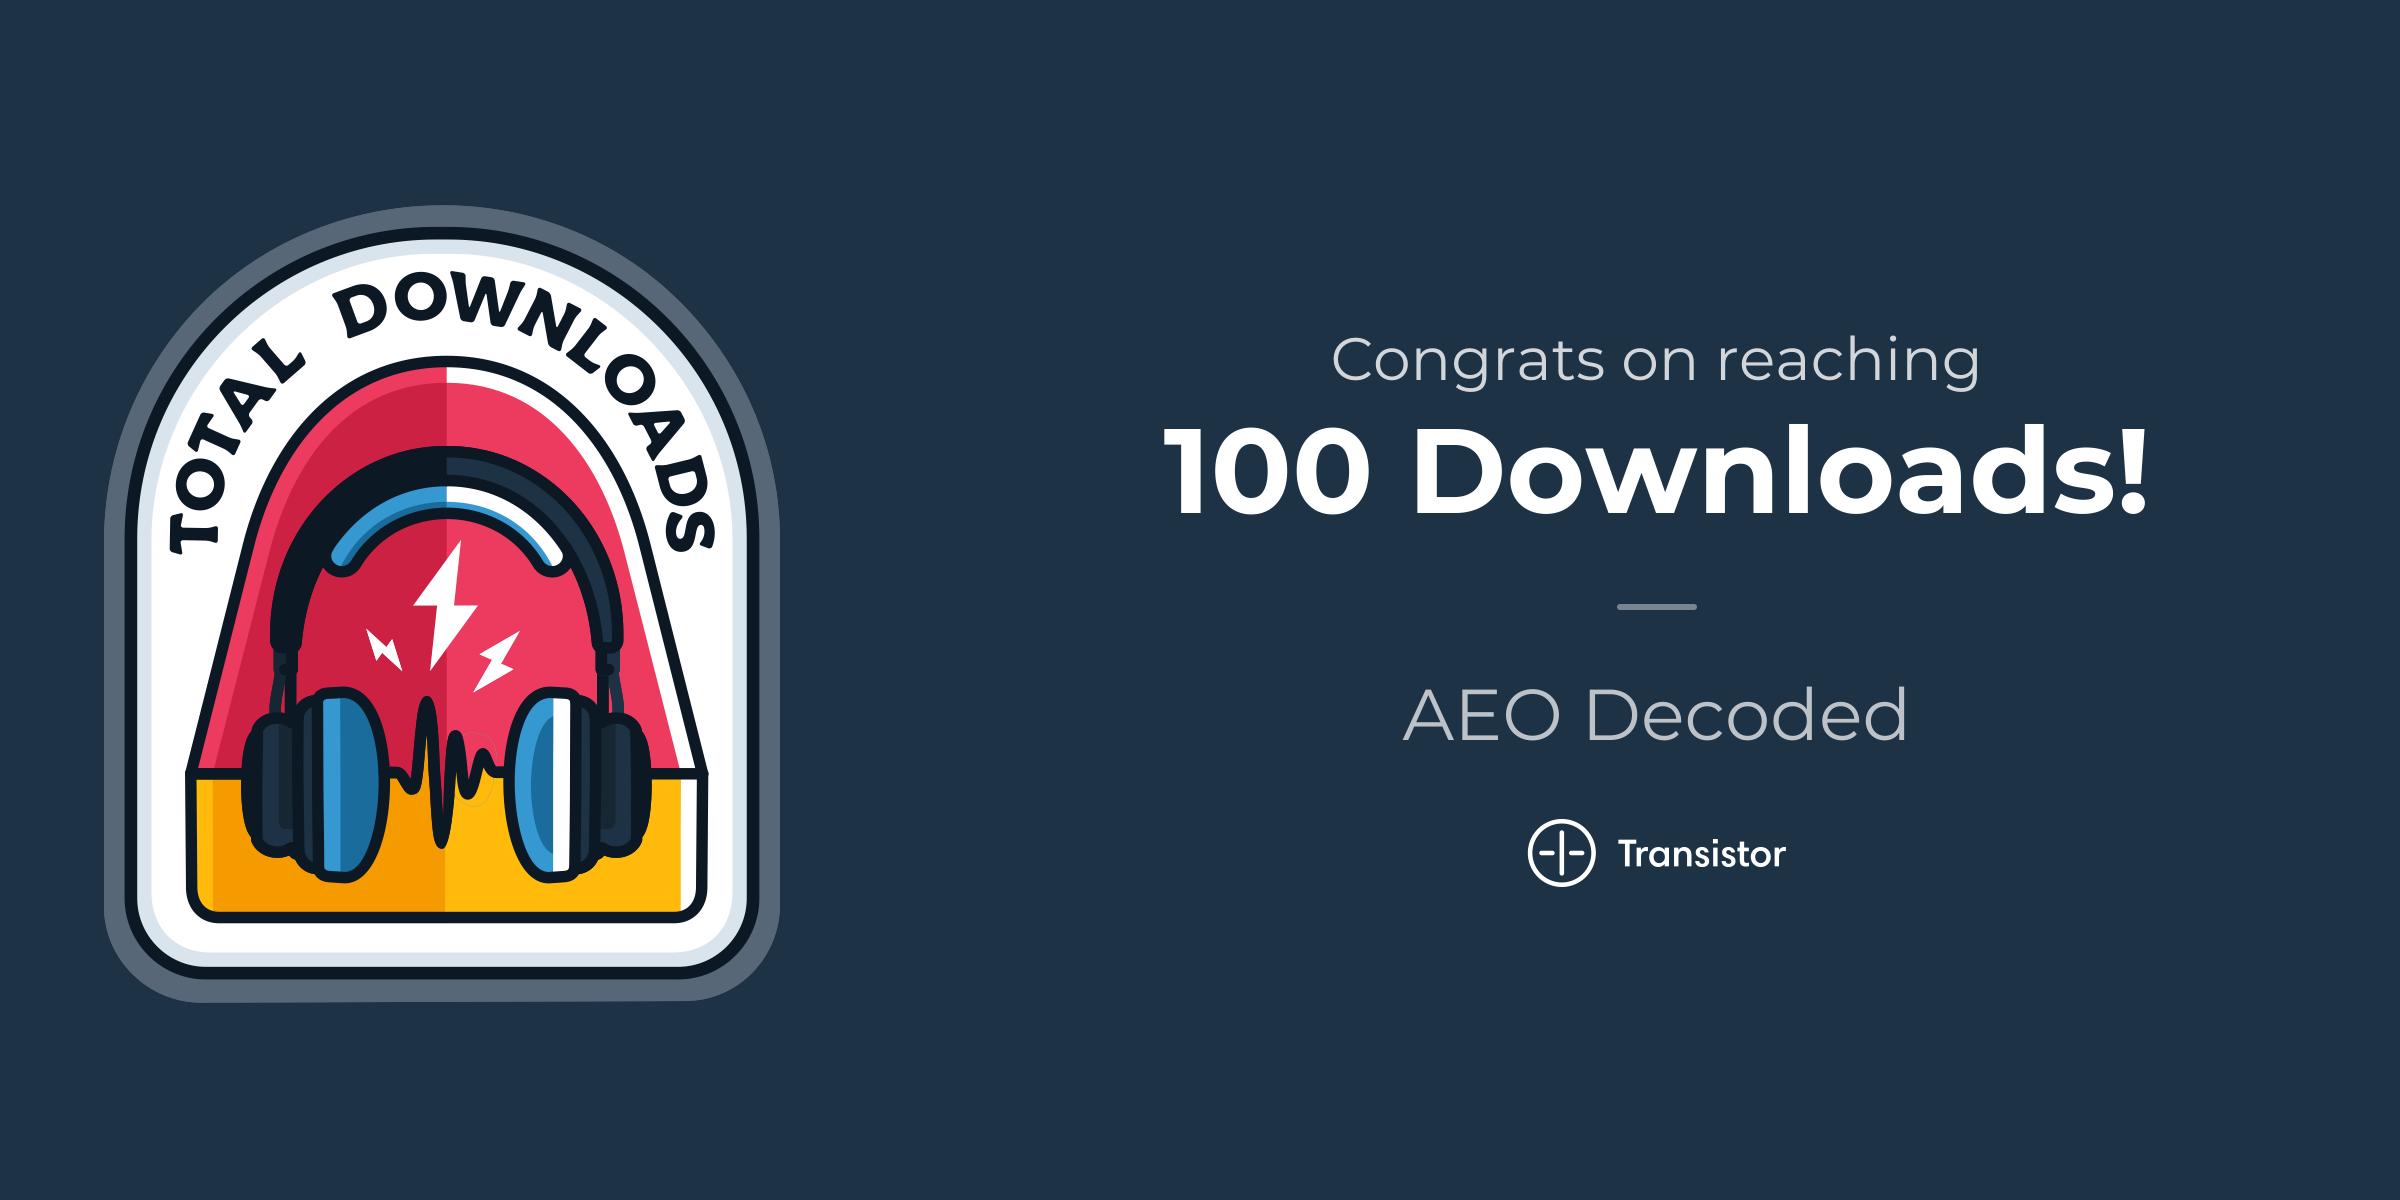 TOTAL DOWNLOADS
Congrats on reaching
100 Downloads!
AEO Decoded
Transistor